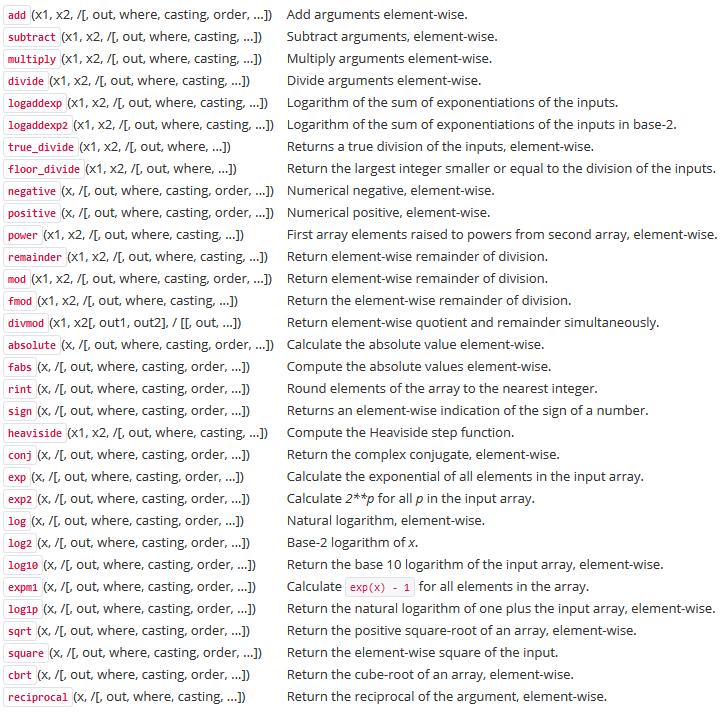 add(x1, x2, /[, out, where, casting, order, ...]) Add arguments element-wise.
subtract(x1, x2, /[, out, where, casting, ...]) Subtract arguments, element-wise.
multiply(x1, x2, /[, out, where, casting, ...]) Multiply arguments element-wise.
divide(x1, x2, /[, out, where, casting, ...]) Divide arguments element-wise.
logaddexp(x1, x2, /[, out, where, casting, ...]) Logarithm of the sum of exponentiations of the inputs.
logaddexp2(x1, x2, /[, out, where, casting, ...]) Logarithm of the sum of exponentiations of the inputs in base-2.
true_divide(x1, x2, /[, out, where, ...]) Returns a true division of the inputs, element-wise.
floor_divide(x1, x2, /[, out, where, ...]) Return the largest integer smaller or equal to the division of the inputs.
negative(x, /[, out, where, casting, order, ...]) Numerical negative, element-wise.
positive(x, /[, out, where, casting, order, ...]) Numerical positive, element-wise.
power(x1, x2, /[, out, where, casting, ...]) First array elements raised to powers from second array, element-wise.
remainder(x1, x2, /[, out, where, casting, ...]) Return element-wise remainder of division.
mod(x1, x2, /[, out, where, casting, order, ...]) Return element-wise remainder of division.
fmod(x1, x2, /[, out, where, casting, ...]) Return the element-wise remainder of division.
divmod(x1, x2[, out1, out2], / [[, out, ...]) Return element-wise quotient and remainder simultaneously.
absolute(x, /[, out, where, casting, order, ...]) Calculate the absolute value element-wise.
fabs(x, /[, out, where, casting, order, ...]) Compute the absolute values element-wise.
rint(x, /[, out, where, casting, order, ...]) Round elements of the array to the nearest integer.
sign(x, /[, out, where, casting, order, ...]) Returns an element-wise indication of the sign of a number.
heaviside(x1, x2, /[, out, where, casting, ...]) Compute the Heaviside step function.
conj(x, /[, out, where, casting, order, ...]) Return the complex conjugate, element-wise.
exp(x, /[, out, where, casting, order, ...]) Calculate the exponential of all elements in the input array.
exp2(x, /[, out, where, casting, order, ...]) Calculate 2**p for all p in the input array.
log(x, /[, out, where, casting, order, ...]) Natural logarithm, element-wise.
log2(x, /[, out, where, casting, order, ...]) Base-2 logarithm of x.
log10(x, /[, out, where, casting, order, ...]) Return the base 10 logarithm of the input array, element-wise.
expm1(x, /[, out, where, casting, order, ...]) Calculate exp(x) - 1 for all elements in the array.
log1p(x, /[, out, where, casting, order, ...]) Return the natural logarithm of one plus the input array, element-wise.
sqrt(x, /[, out, where, casting, order, ...]) Return the positive square-root of an array, element-wise.
square(x, /[, out, where, casting, order, ...]) Return the element-wise square of the input.
cbrt(x, /[, out, where, casting, order, ...]) Return the cube-root of an array, element-wise.
reciprocal(x, /[, out, where, casting, ...]) Return the reciprocal of the argument, element-wise.